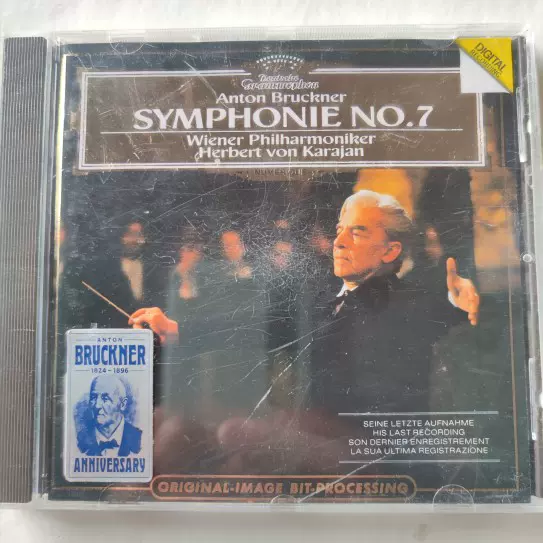 Deutsche
Grammophon
Anton Bruckner
SYMPHONIE NO.7
Wiener Philharmoniker
Herbert von Karajan
DIGITAL
RECORDING
ANTON
BRUCKNER
1824 - 1896
ANNIVERSARY
SEINE LETZTE AUFNAHME
HIS LAST RECORDING
SON DERNIER ENREGISTREMENT
LA SUA ULTIMA REGISTRAZIONE
ORIGINAL-IMAGE BIT-PROCESSING